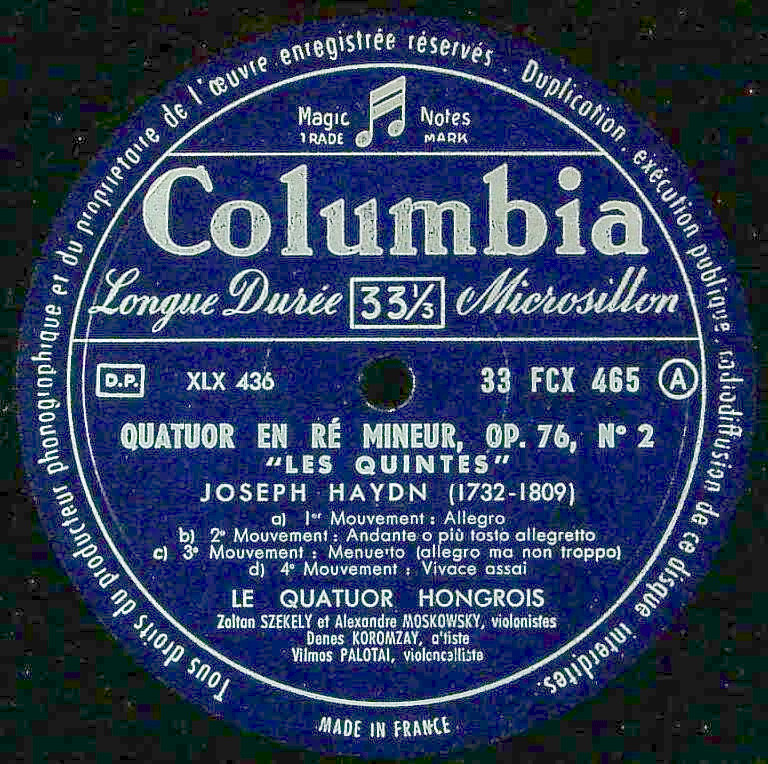 Tous droits du producteur phonographique et du propriétaire de l'œuvre enregistrée réservés. Duplication, exécution publique, radiodiffusion de ce disque interdites.
Magic Notes
TRADE MARK
Columbia
Longue Durée 33⅓ Microsillon
D.P. XLX 436 33 FCX 465 A
QUATUOR EN RÉ MINEUR, OP. 76, N° 2
"LES QUINTES"
JOSEPH HAYDN (1732-1809)
a) 1er Mouvement : Allegro
b) 2e Mouvement : Andante o più tosto allegretto
c) 3e Mouvement : Menuetto (allegro ma non troppo)
d) 4e Mouvement : Vivace assai
LE QUATUOR HONGROIS
Zoltan SZEKELY et Alexandre MOSKOWSKY, violonistes
Denes KOROMZAY, altiste
Vilmos PALOTAI, violoncelliste
MADE IN FRANCE